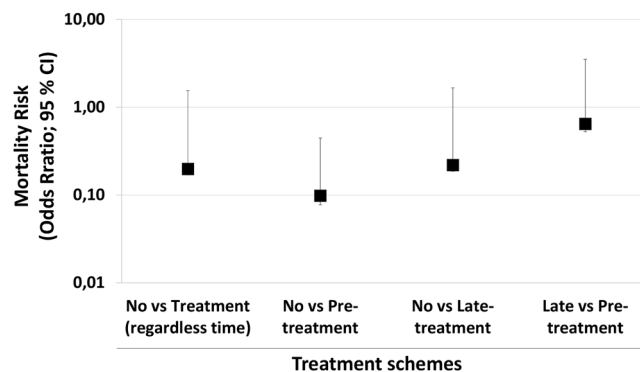 Mortality Risk
(Odds Rratio; 95 % CI)
10,00
1,00
0,10
0,01
No vs Treatment
(regardless time)
No vs Pre-
treatment
No vs Late-
treatment
Late vs Pre-
treatment
Treatment schemes